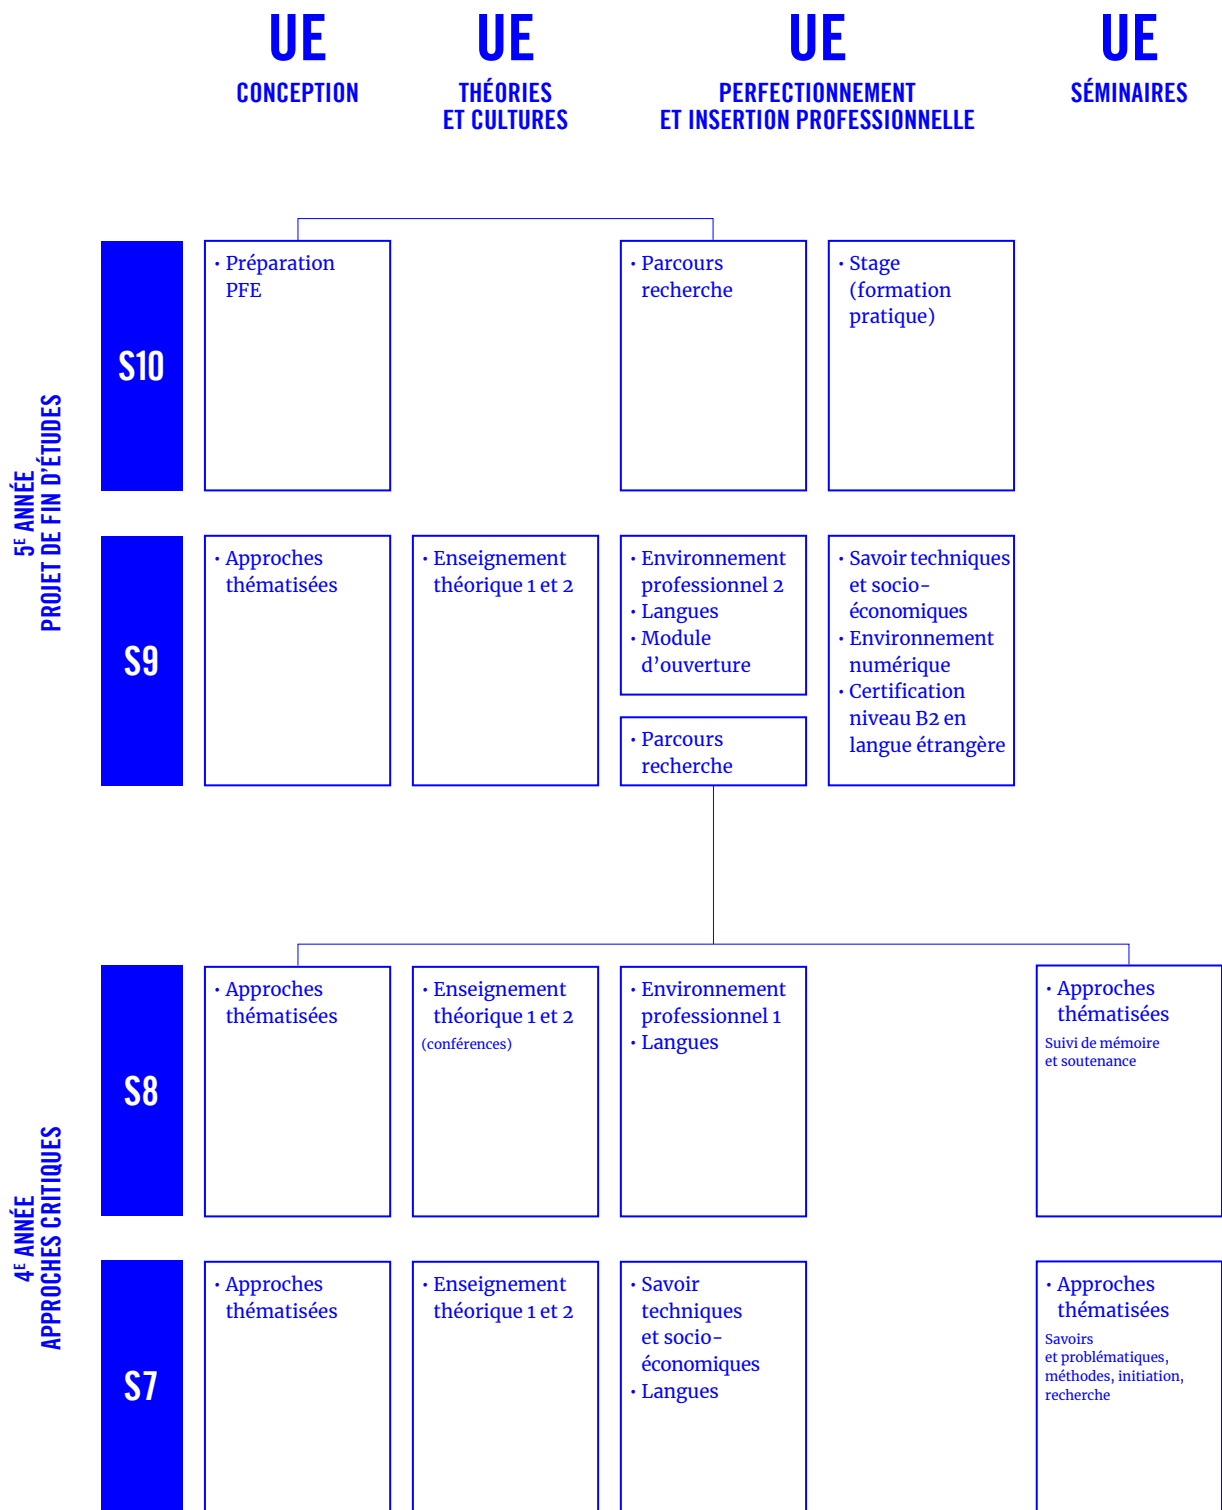 UE
CONCEPTION
UE
THÉORIES
ET CULTURES
UE
PERFECTIONNEMENT
ET INSERTION PROFESSIONNELLE
UE
SÉMINAIRES
5E ANNÉE
PROJET DE FIN D'ÉTUDES
S10
· Préparation
PFE
· Parcours
recherche
· Stage
(formation
pratique)
S9
· Approches
thématisées
· Enseignement
théorique 1 et 2
· Environnement
professionnel 2
· Langues
· Module
d'ouverture
· Parcours
recherche
· Savoir techniques
et socio-
économiques
· Environnement
numérique
· Certification
niveau B2 en
langue étrangère
4E ANNÉE
APPROCHES CRITIQUES
S8
· Approches
thématisées
· Enseignement
théorique 1 et 2
(conférences)
· Environnement
professionnel 1
· Langues
· Approches
thématisées
Suivi de mémoire
et soutenance
S7
· Approches
thématisées
· Enseignement
théorique 1 et 2
· Savoir
techniques
et socio-
économiques
· Langues
· Approches
thématisées
Savoirs
et problématiques,
méthodes, initiation,
recherche